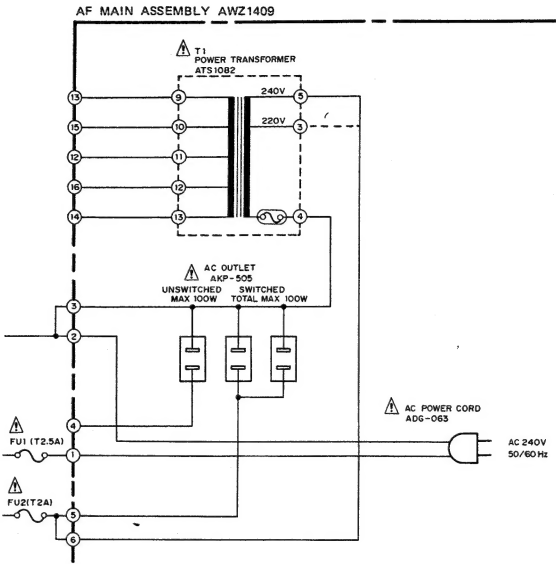 AF MAIN ASSEMBLY AWZ1409
T1
POWER TRANSFORMER
ATS1082
13 9 240V 5
15 10 220V 3
12 11
16 12
14 13 4
AC OUTLET
AKP-505
UNSWITCHED SWITCHED
MAX 100W TOTAL MAX 100W
3
2
AC POWER CORD
ADG-063
4
FU1 (T2.5A)
AC 240V
1
50/60Hz
FU2(T2A)
5
6